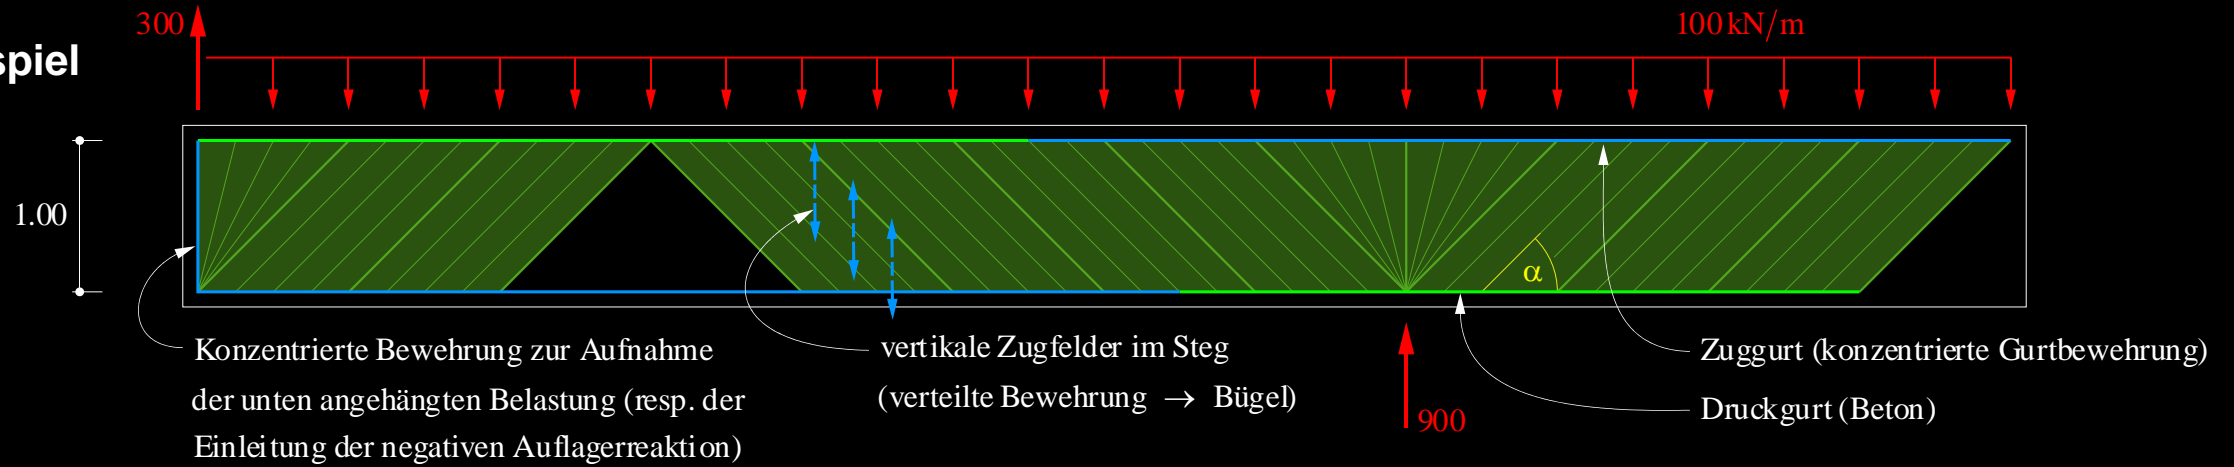 300
100 kN/m
spiel
1.00
α
Konzentrierte Bewehrung zur Aufnahme
der unten angehängten Belastung (resp. der
Einleitung der negativen Auflagerreaktion)
vertikale Zugfelder im Steg
(verteilte Bewehrung → Bügel)
900
Zuggurt (konzentrierte Gurtbewehrung)
Druckgurt (Beton)